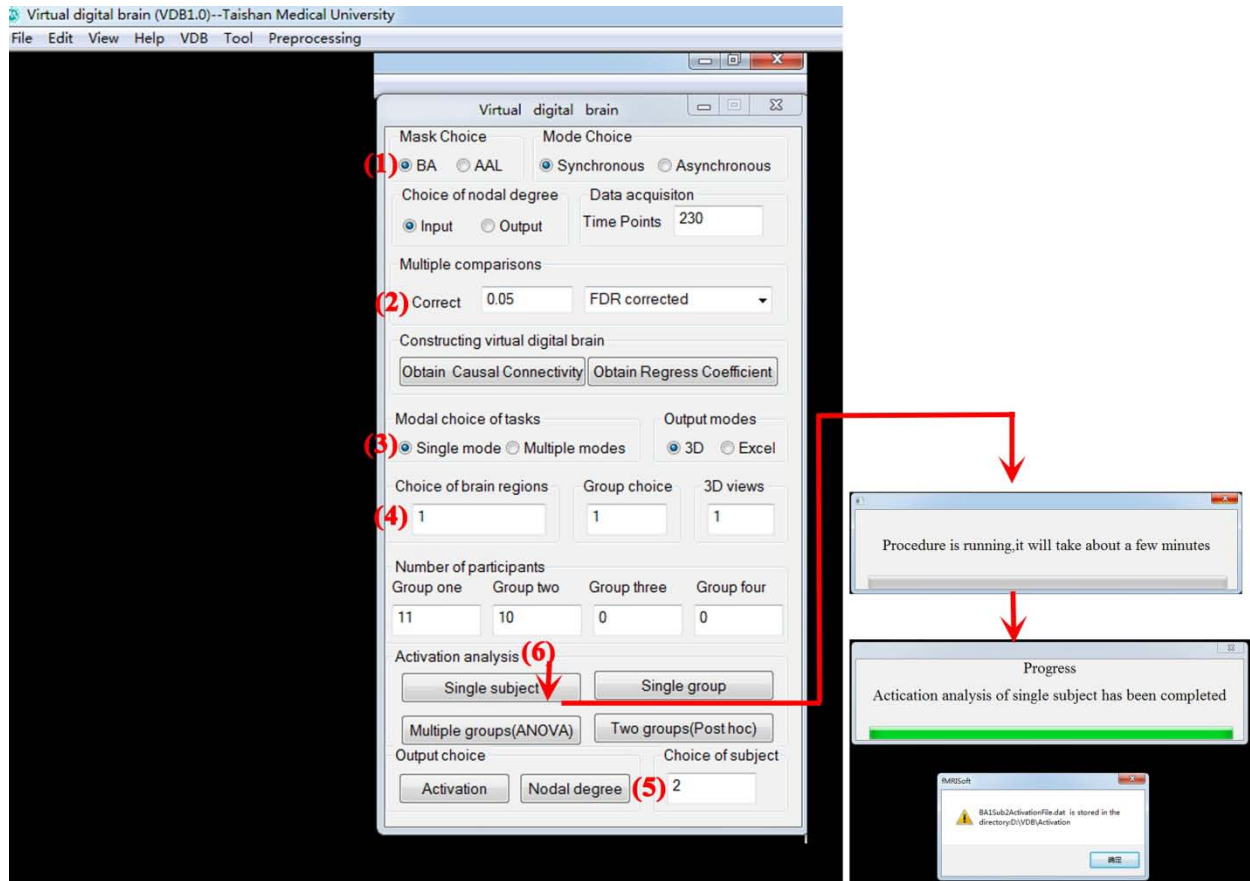 Virtual digital brain (VDB1.0)--Taishan Medical University
File Edit View Help VDB Tool Preprocessing
Virtual digital brain
Mask Choice Mode Choice
(1) BA AAL Synchronous Asynchronous
Choice of nodal degree Data acquisiton
Input Output Time Points 230
Multiple comparisons
(2) Correct 0.05 FDR corrected
Constructing virtual digital brain
Obtain Causal Connectivity Obtain Regress Coefficient
Modal choice of tasks Output modes
(3) Single mode Multiple modes 3D Excel
Choice of brain regions Group choice 3D views
(4) 1 1 1
Number of participants
Group one Group two Group three Group four
11 10 0 0
Activation analysis (6)
Single subject Single group
Multiple groups(ANOVA) Two groups(Post hoc)
Output choice Choice of subject
Activation Nodal degree (5) 2
Procedure is running,it will take about a few minutes
Progress
Actication analysis of single subject has been completed
fMRISoft
BA1Sub2ActivationFile.dat is stored in the
directory:D:\VDB\Activation
确定